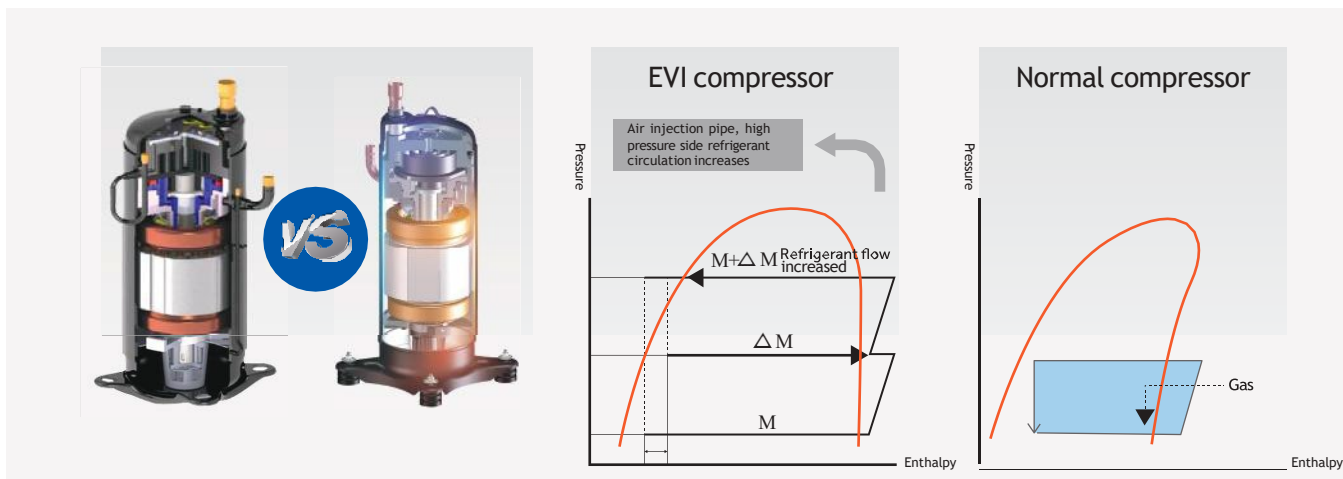 VS
EVI compressor
Air injection pipe, high
pressure side refrigerant
circulation increases
Pressure
M+△ M Refrigerant flow
increased
△ M
M
Enthalpy
Normal compressor
Pressure
Gas
Enthalpy